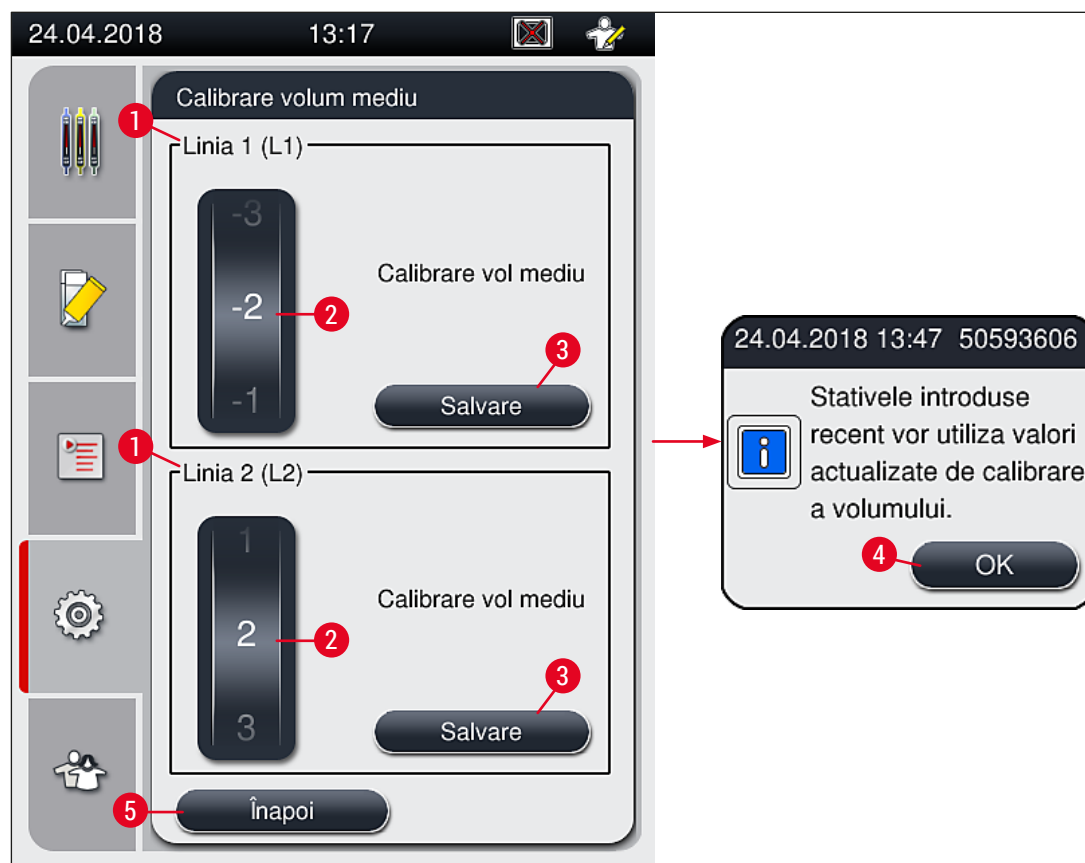 24.04.2018 13:17
Calibrare volum mediu
1
Linia 1 (L1)
-3
-2
2
-1
Calibrare vol mediu
3
Salvare
1
Linia 2 (L2)
1
2
2
3
Calibrare vol mediu
3
Salvare
5
Înapoi
24.04.2018 13:47 50593606
Stativele introduse
recent vor utiliza valori
actualizate de calibrare
a volumului.
4
OK